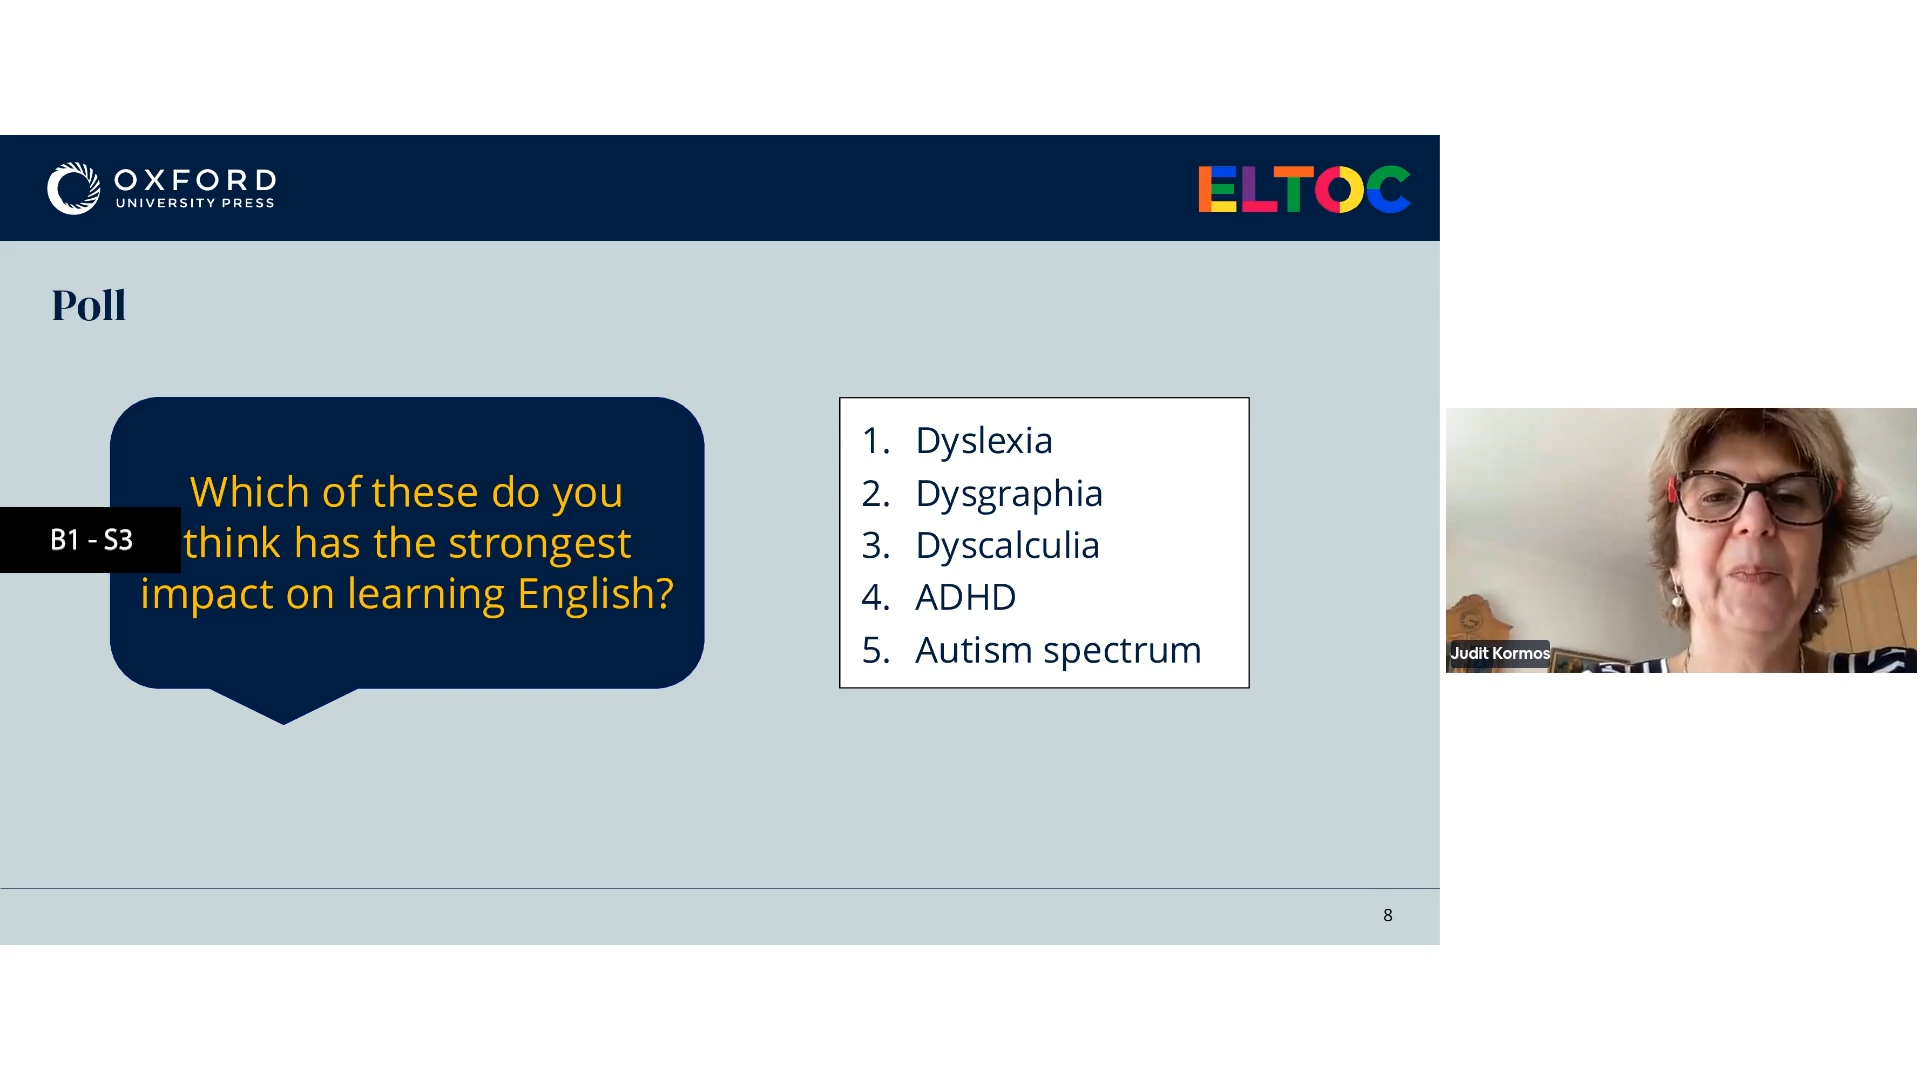 OXFORD
UNIVERSITY PRESS
ELTOC
Poll
Which of these do you
think has the strongest
impact on learning English?
B1 - S3
1. Dyslexia
2. Dysgraphia
3. Dyscalculia
4. ADHD
5. Autism spectrum
Judit Kormos
8